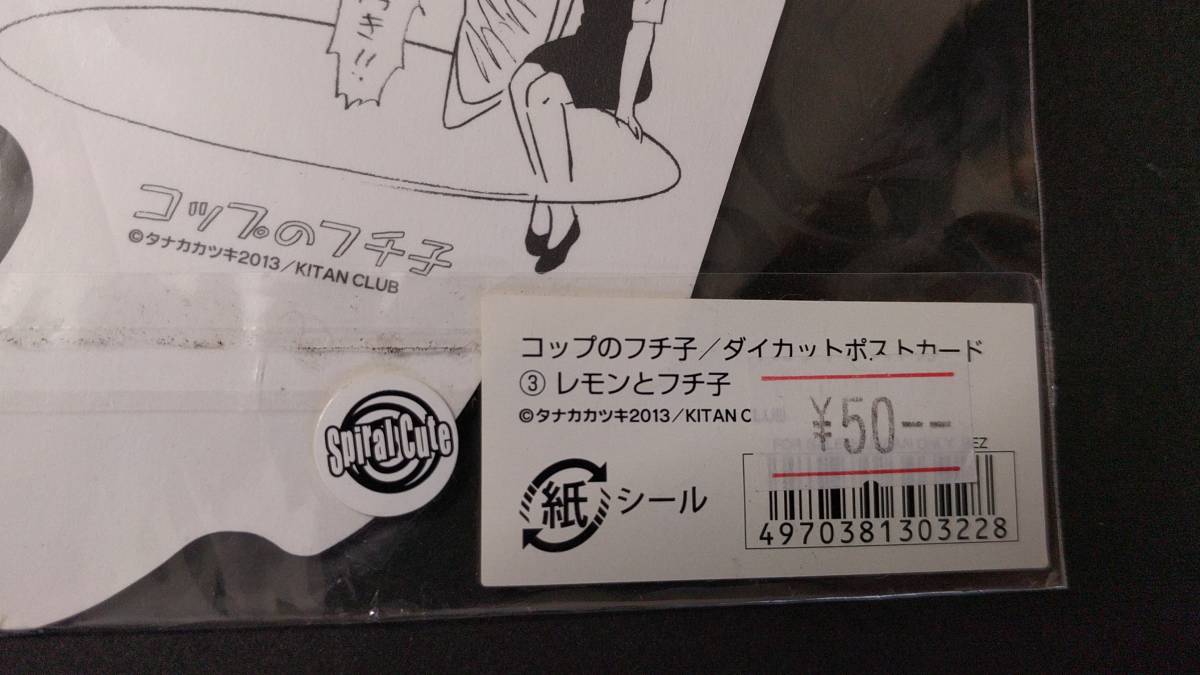 コップのフチ子
©タナカカツキ2013/KITAN CLUB
Spiral Cute
コップのフチ子/ダイカットポストカード
③ レモンとフチ子
©タナカカツキ2013/KITAN C
¥50--
紙 シール
4970381303228